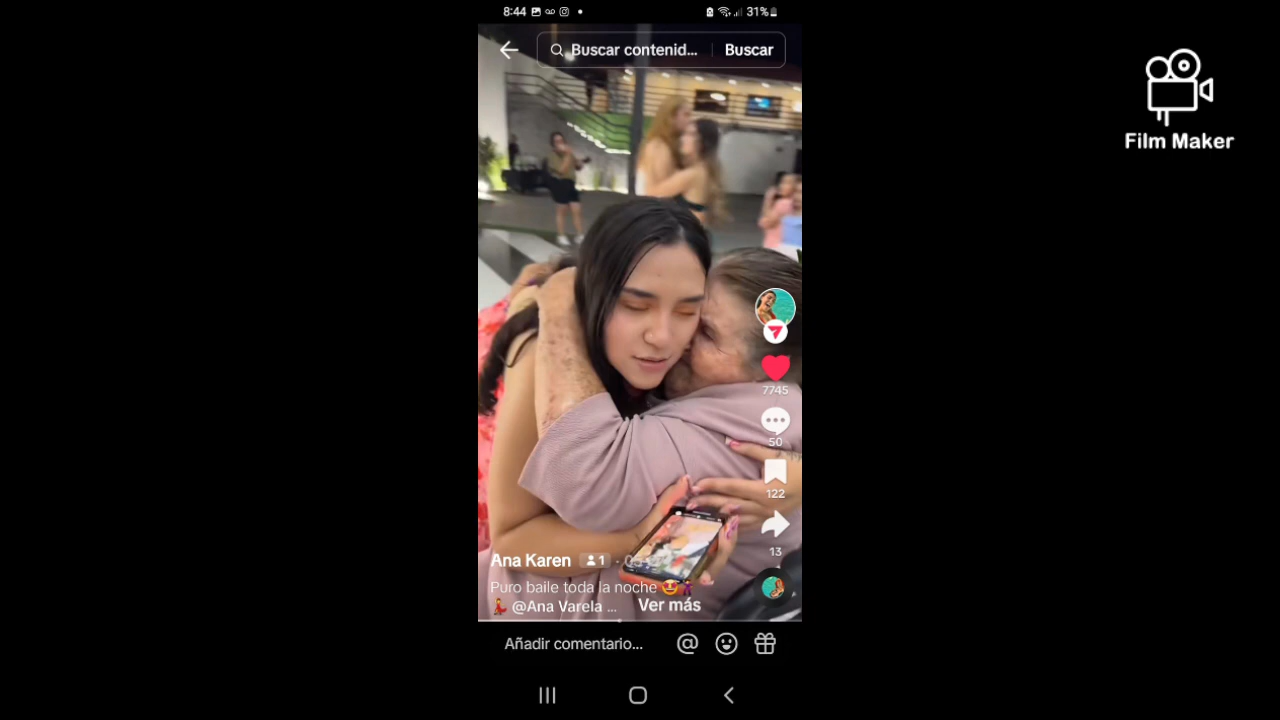 8:44
31%
Buscar contenid... Buscar
Film Maker
7745
50
122
13
Ana Karen 1
Puro baile toda la noche
@Ana Varela ... Ver más
Añadir comentario...